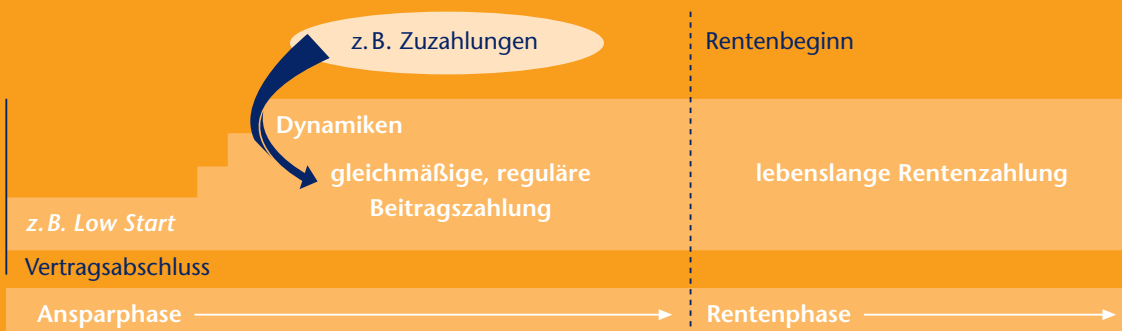 z. B. Zuzahlungen
Rentenbeginn
Dynamiken
gleichmäßige, reguläre
Beitragszahlung
lebenslange Rentenzahlung
z. B. Low Start
Vertragsabschluss
Ansparphase
Rentenphase